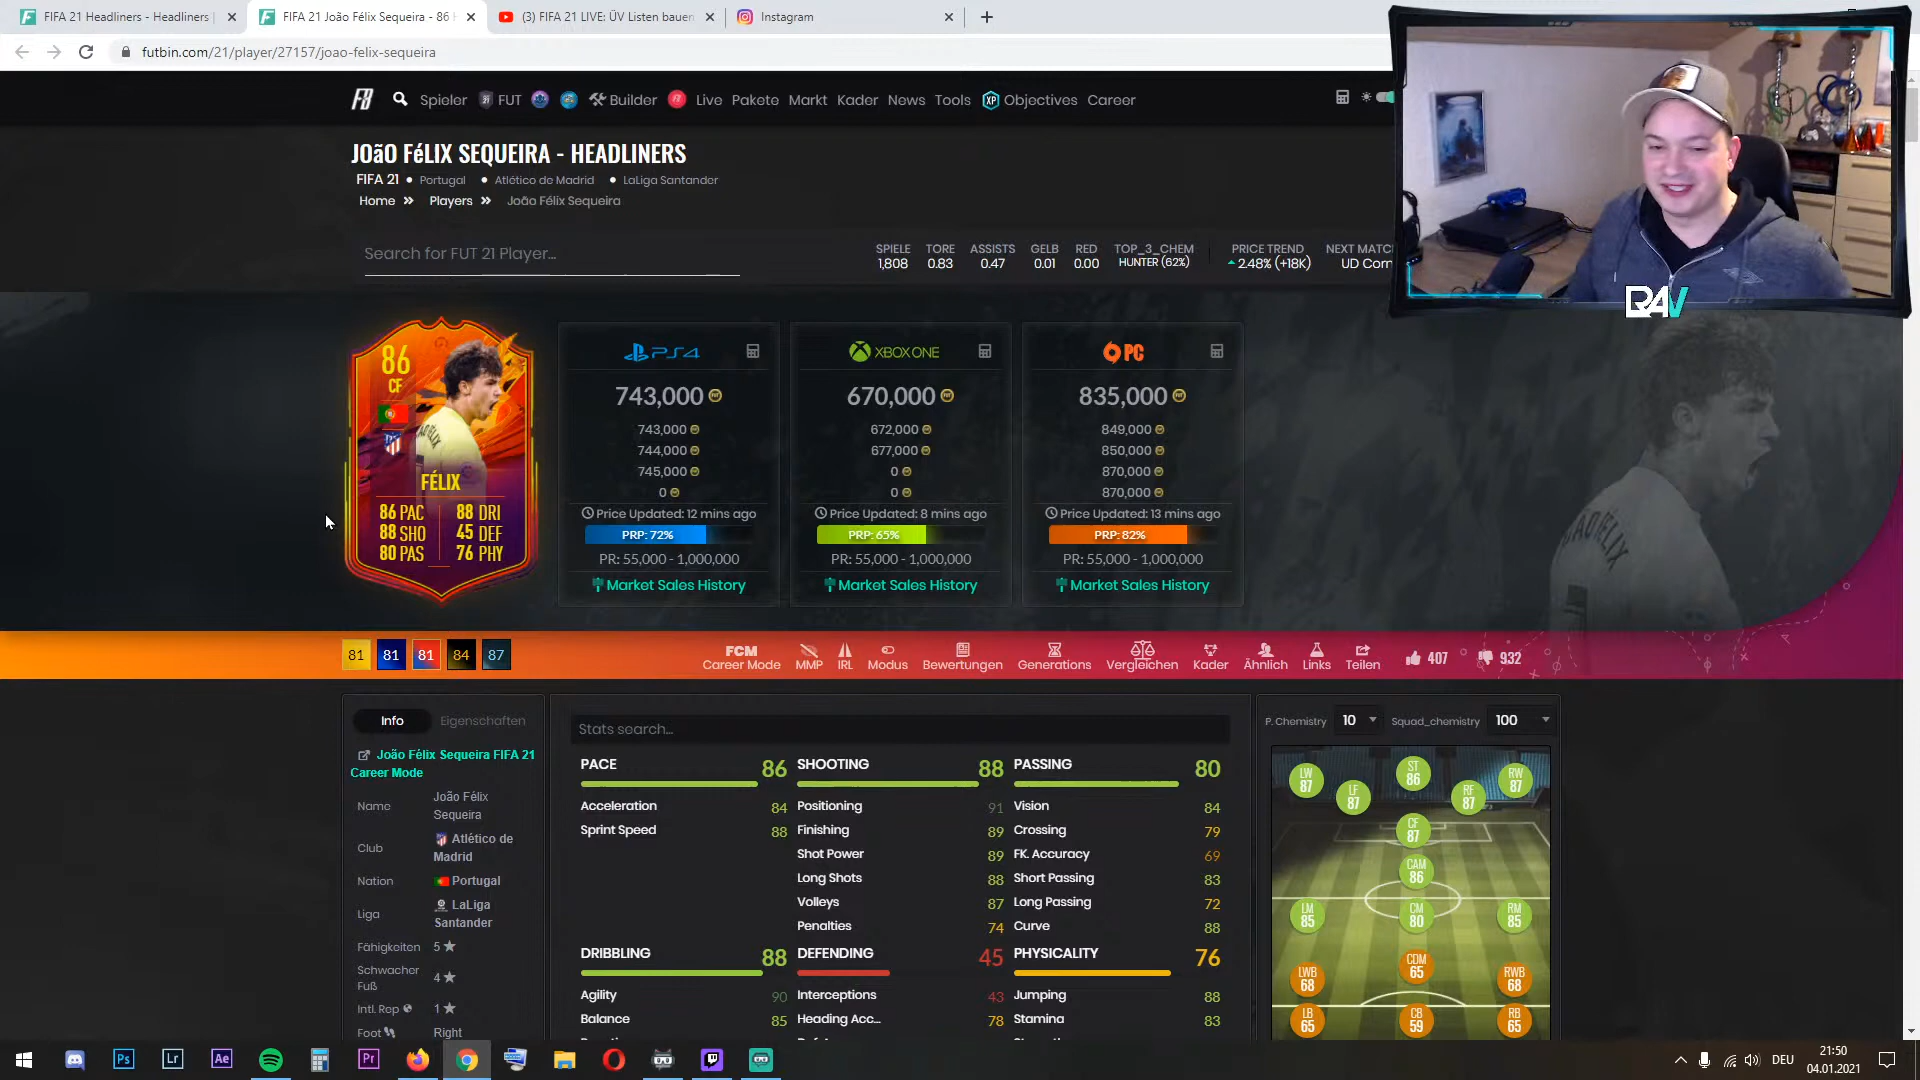 FIFA 21 Headliners - Headliners
FIFA 21 João Félix Sequeira - 86 H
(3) FIFA 21 LIVE: ÜV Listen bauen
Instagram
futbin.com/21/player/27157/joao-felix-sequeira
FB Spieler FUT Builder Live Pakete Markt Kader News Tools XP Objectives Career
JOãO FéLIX SEQUEIRA - HEADLINERS
FIFA 21 • Portugal • Atlético de Madrid • LaLiga Santander
Home » Players » João Félix Sequeira
Search for FUT 21 Player...
SPIELE TORE ASSISTS GELB RED TOP_3_CHEM PRICE TREND NEXT MATC
1,808 0.83 0.47 0.01 0.00 HUNTER (62%) 2.48% (+18K) UD Corn
RAV
86
CF
FÉLIX
86 PAC 88 DRI
88 SHO 45 DEF
80 PAS 76 PHY
PS4
743,000
743,000
744,000
745,000
0
Price Updated: 12 mins ago
PRP: 72%
PR: 55,000 - 1,000,000
Market Sales History
XBOX ONE
670,000
672,000
677,000
0
0
Price Updated: 8 mins ago
PRP: 65%
PR: 55,000 - 1,000,000
Market Sales History
PC
835,000
849,000
850,000
870,000
870,000
Price Updated: 13 mins ago
PRP: 82%
PR: 55,000 - 1,000,000
Market Sales History
JOAO FELIX
81 81 81 84 87
FCM
Career Mode MMP IRL Modus Bewertungen Generations Vergleichen Kader Ähnlich Links Teilen 407 932
Info Eigenschaften
João Félix Sequeira FIFA 21
Career Mode
Name João Félix
Sequeira
Club Atlético de
Madrid
Nation Portugal
Liga LaLiga
Santander
Fähigkeiten 5
Schwacher
Fuß 4
Intl. Rep 1
Foot Right
Stats search...
PACE 86
Acceleration 84
Sprint Speed 88
SHOOTING 88
Positioning 91
Finishing 89
Shot Power 89
Long Shots 88
Volleys 87
Penalties 74
PASSING 80
Vision 84
Crossing 79
FK. Accuracy 69
Short Passing 83
Long Passing 72
Curve 88
DRIBBLING 88
Agility 90
Balance 85
DEFENDING 45
Interceptions 43
Heading Acc... 78
PHYSICALITY 76
Jumping 88
Stamina 83
P. Chemistry 10 Squad_chemistry 100
LW 87
LF 87
ST 86
RF 87
RW 87
CF 87
CAM 86
LM 85
CM 80
RM 85
LWB 68
CDM 65
RWB 68
LB 65
CB 59
RB 65
Ps Lr Ae Pr
DEU
21:50
04.01.2021